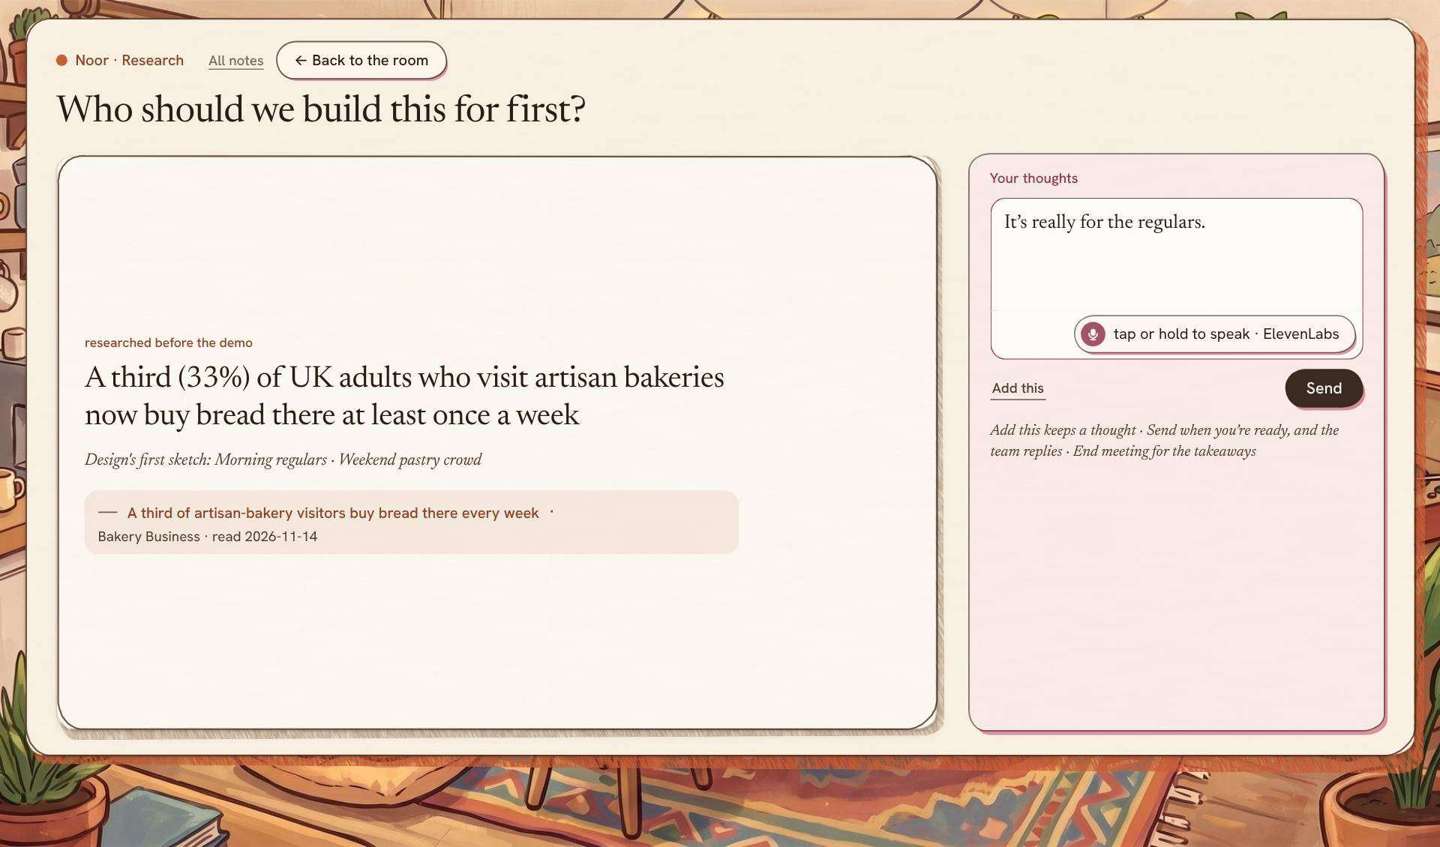 Noor · Research All notes ← Back to the room
Who should we build this for first?
researched before the demo
A third (33%) of UK adults who visit artisan bakeries
now buy bread there at least once a week
Design's first sketch: Morning regulars · Weekend pastry crowd
— A third of artisan-bakery visitors buy bread there every week ·
Bakery Business · read 2026-11-14
Your thoughts
It’s really for the regulars.
tap or hold to speak · ElevenLabs
Add this Send
Add this keeps a thought · Send when you’re ready, and the
team replies · End meeting for the takeaways